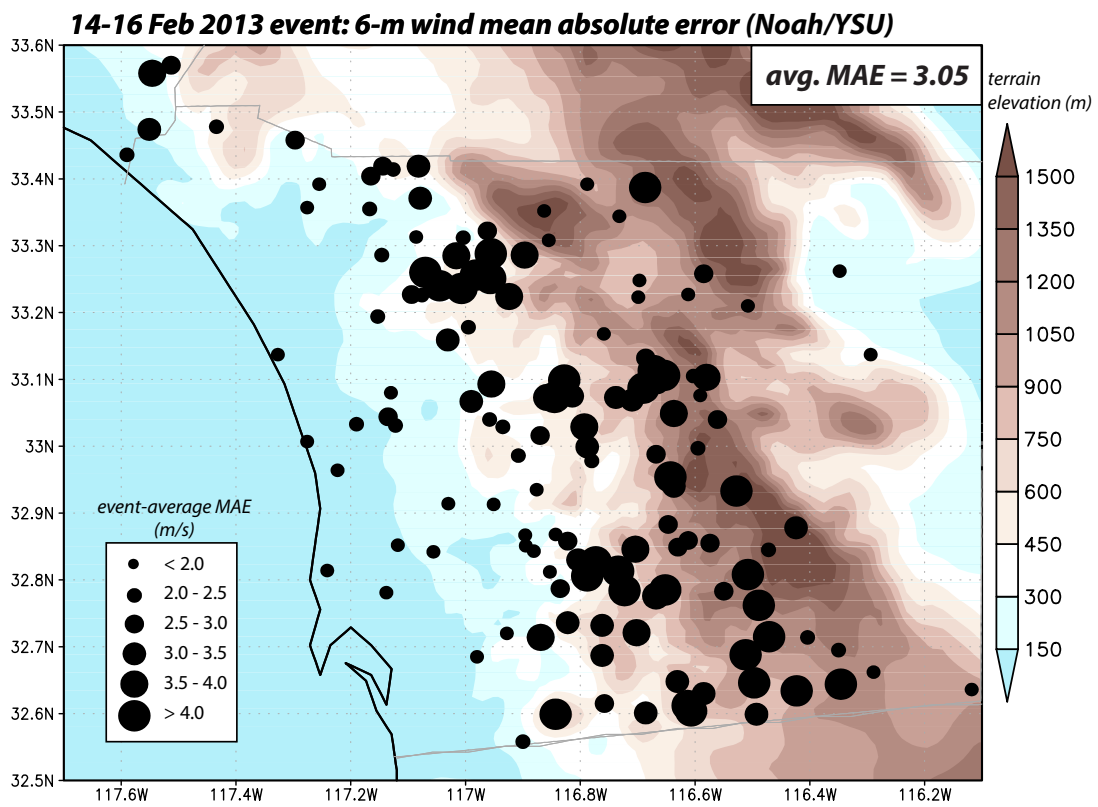 14-16 Feb 2013 event: 6-m wind mean absolute error (Noah/YSU)
avg. MAE = 3.05
terrain
elevation (m)
1500
1350
1200
1050
900
750
600
450
300
150
33.6N
33.5N
33.4N
33.3N
33.2N
33.1N
33N
32.9N
32.8N
32.7N
32.6N
32.5N
event-average MAE
(m/s)
< 2.0
2.0 - 2.5
2.5 - 3.0
3.0 - 3.5
3.5 - 4.0
> 4.0
117.6W 117.4W 117.2W 117W 116.8W 116.6W 116.4W 116.2W